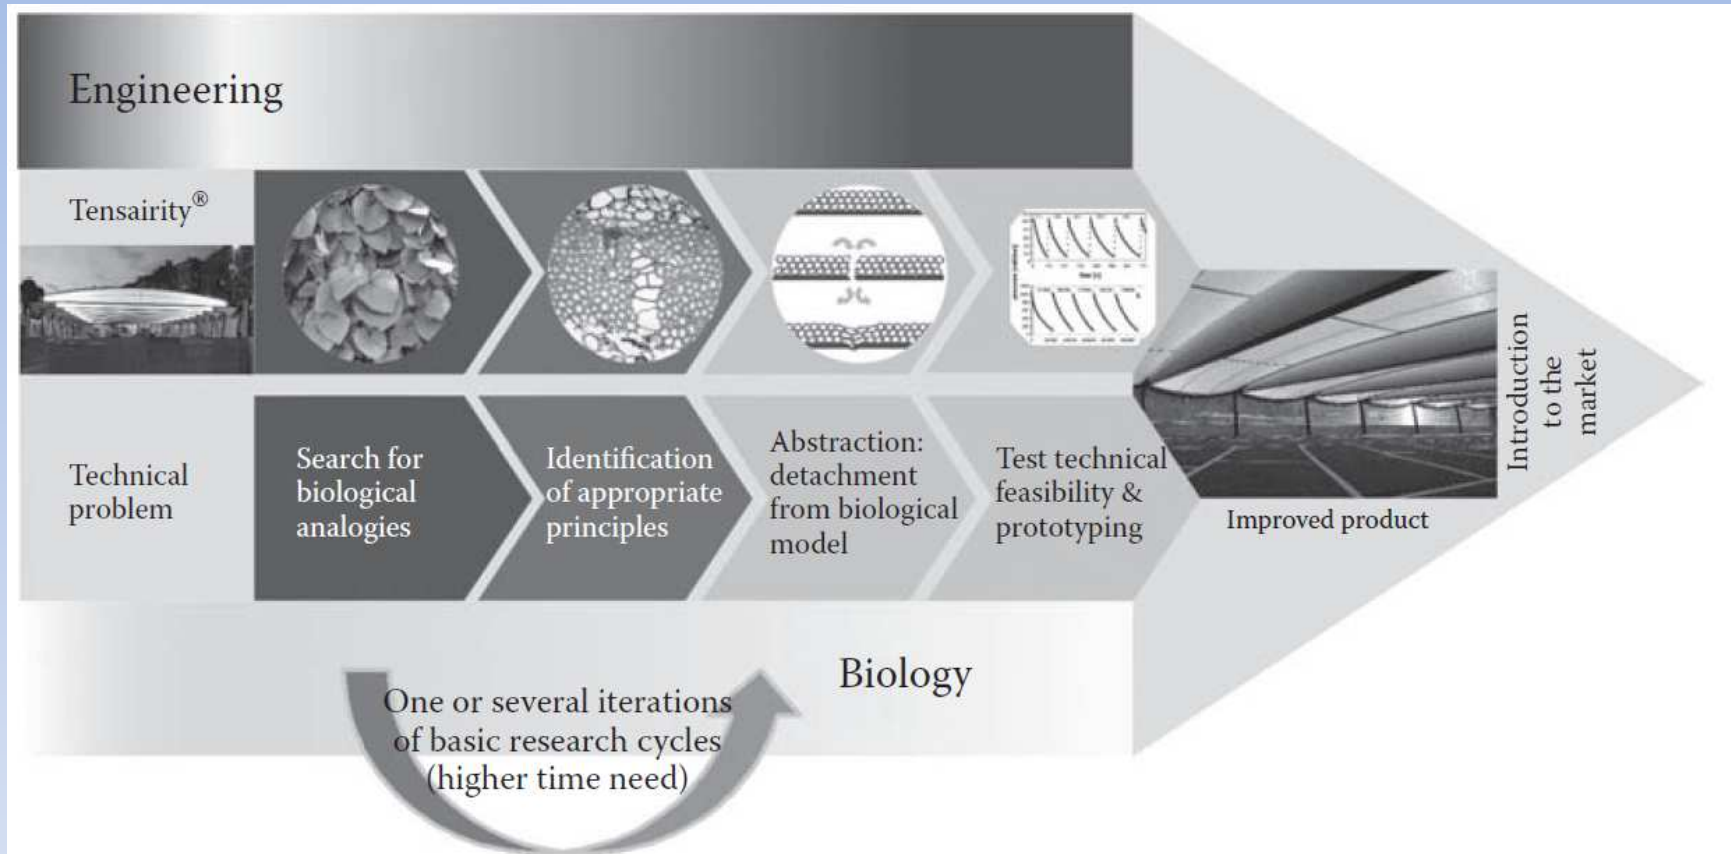 Engineering
Tensairity®
Technical
problem
Search for
biological
analogies
Identification
of appropriate
principles
Abstraction:
detachment
from biological
model
Test technical
feasibility &
prototyping
Improved product
Introduction
to the
market
Biology
One or several iterations
of basic research cycles
(higher time need)